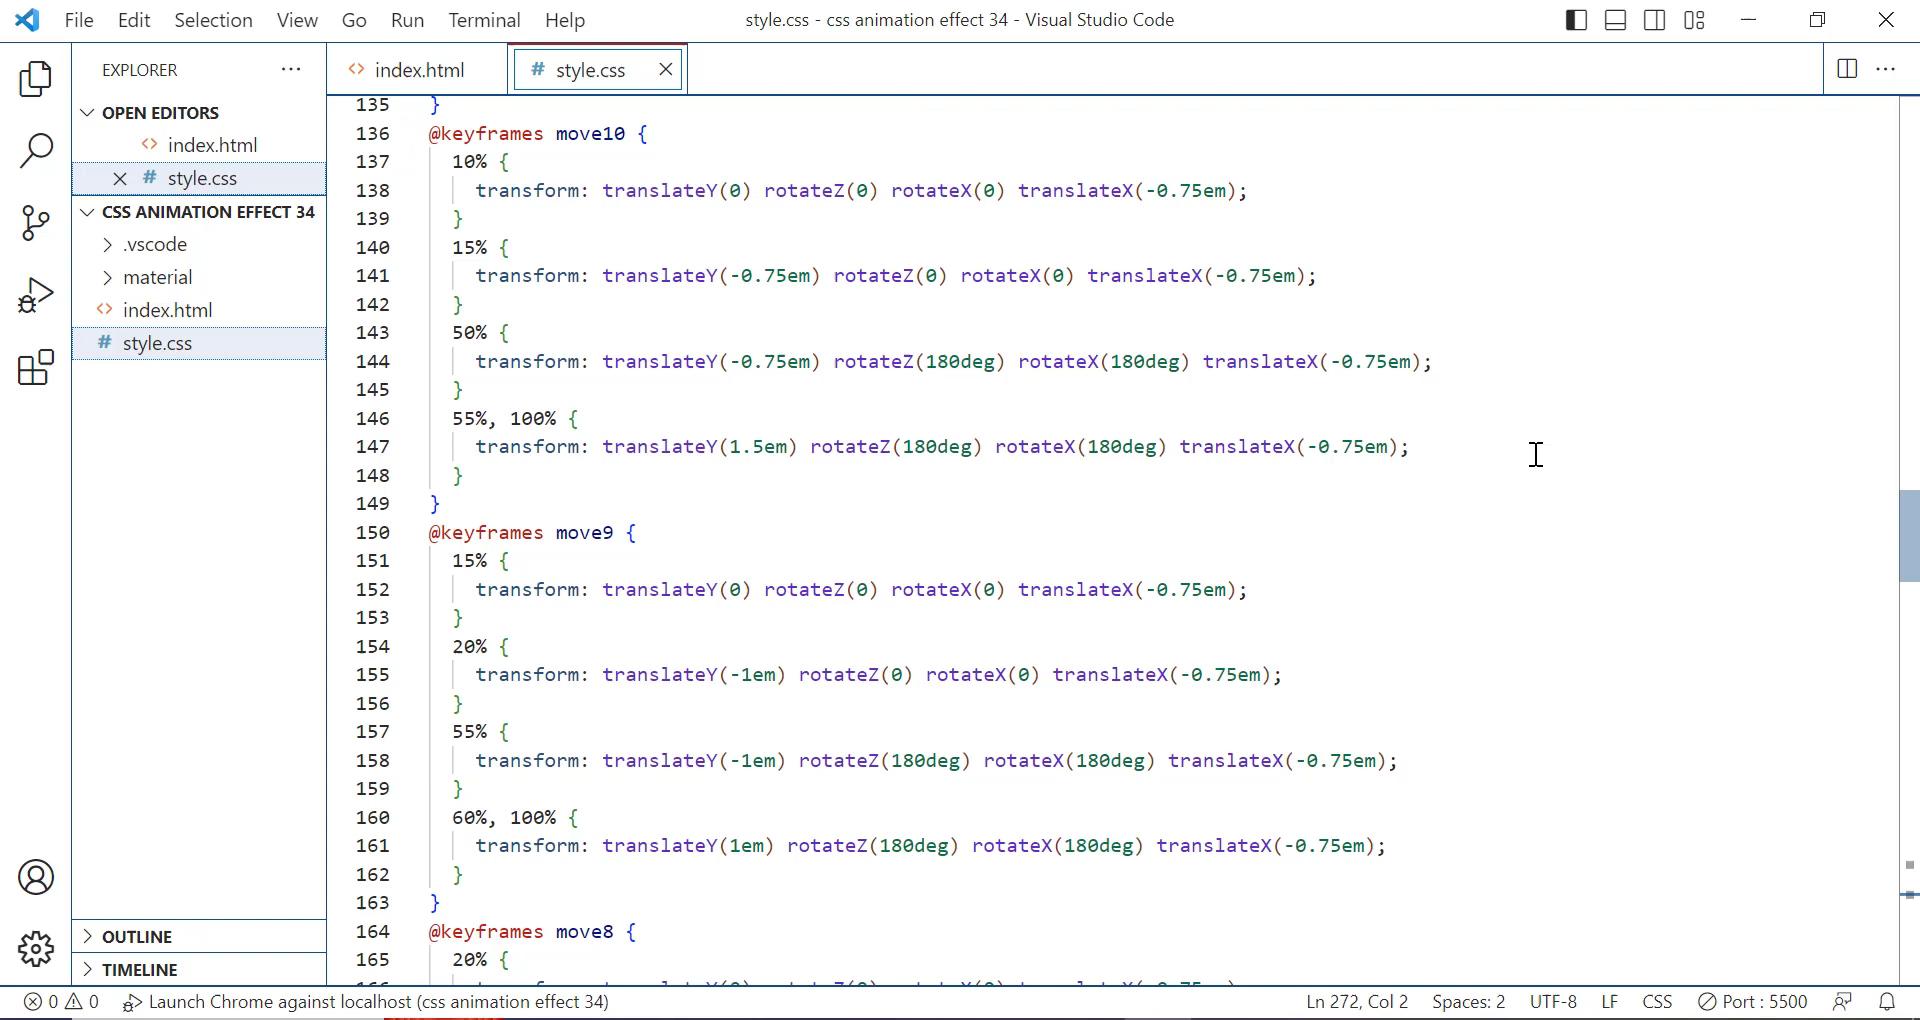 File Edit Selection View Go Run Terminal Help
style.css - css animation effect 34 - Visual Studio Code
EXPLORER
OPEN EDITORS
index.html
style.css
CSS ANIMATION EFFECT 34
.vscode
material
index.html
style.css
OUTLINE
TIMELINE
index.html
style.css
135 }
136 @keyframes move10 {
137 10% {
138 transform: translateY(0) rotateZ(0) rotateX(0) translateX(-0.75em);
139 }
140 15% {
141 transform: translateY(-0.75em) rotateZ(0) rotateX(0) translateX(-0.75em);
142 }
143 50% {
144 transform: translateY(-0.75em) rotateZ(180deg) rotateX(180deg) translateX(-0.75em);
145 }
146 55%, 100% {
147 transform: translateY(1.5em) rotateZ(180deg) rotateX(180deg) translateX(-0.75em);
148 }
149 }
150 @keyframes move9 {
151 15% {
152 transform: translateY(0) rotateZ(0) rotateX(0) translateX(-0.75em);
153 }
154 20% {
155 transform: translateY(-1em) rotateZ(0) rotateX(0) translateX(-0.75em);
156 }
157 55% {
158 transform: translateY(-1em) rotateZ(180deg) rotateX(180deg) translateX(-0.75em);
159 }
160 60%, 100% {
161 transform: translateY(1em) rotateZ(180deg) rotateX(180deg) translateX(-0.75em);
162 }
163 }
164 @keyframes move8 {
165 20% {
0 0 Launch Chrome against localhost (css animation effect 34) Ln 272, Col 2 Spaces: 2 UTF-8 LF CSS Port : 5500